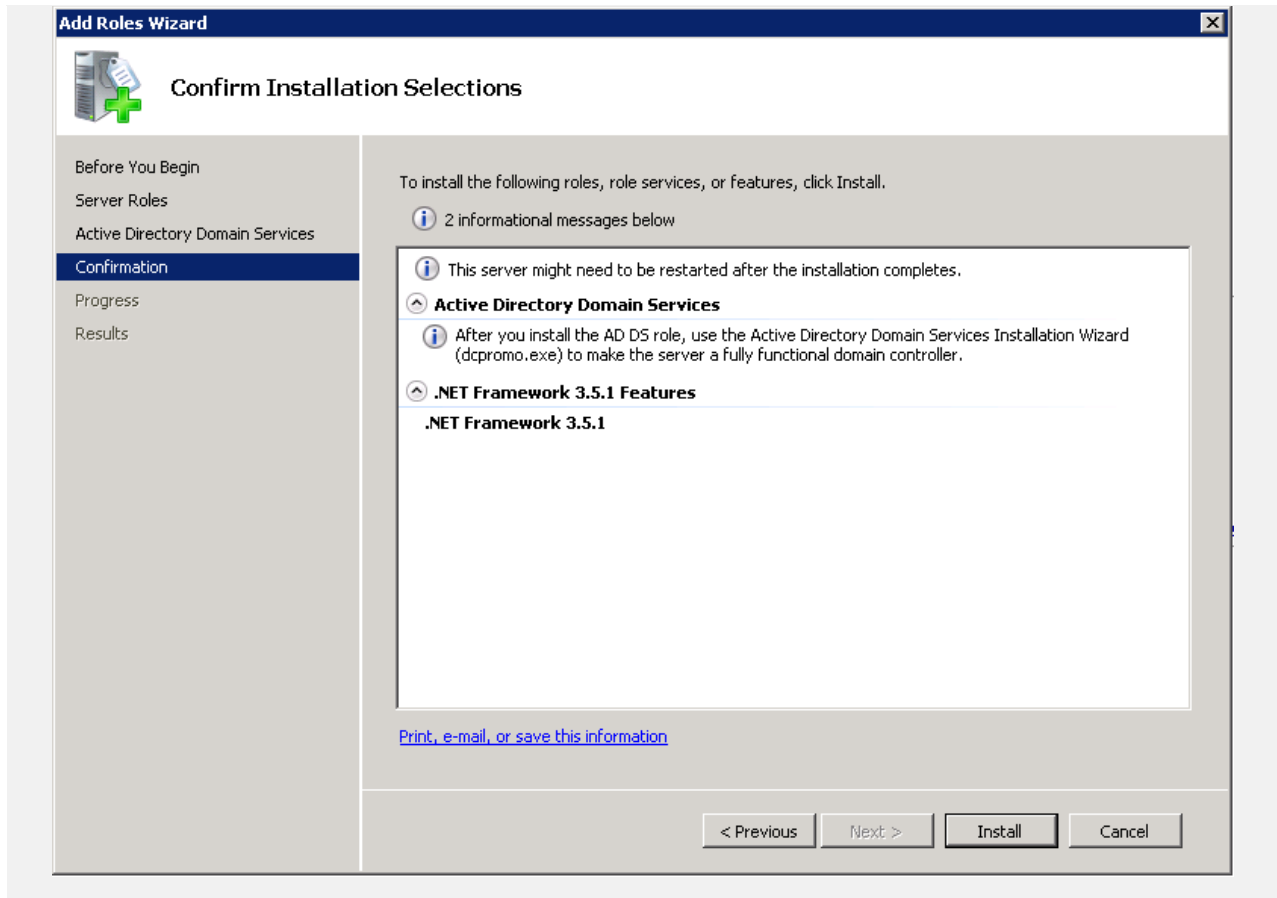 Add Roles Wizard
Confirm Installation Selections
Before You Begin
Server Roles
Active Directory Domain Services
Confirmation
Progress
Results
To install the following roles, role services, or features, click Install.
2 informational messages below
This server might need to be restarted after the installation completes.
Active Directory Domain Services
After you install the AD DS role, use the Active Directory Domain Services Installation Wizard
(dcpromo.exe) to make the server a fully functional domain controller.
.NET Framework 3.5.1 Features
.NET Framework 3.5.1
Print, e-mail, or save this information
< Previous
Next >
Install
Cancel